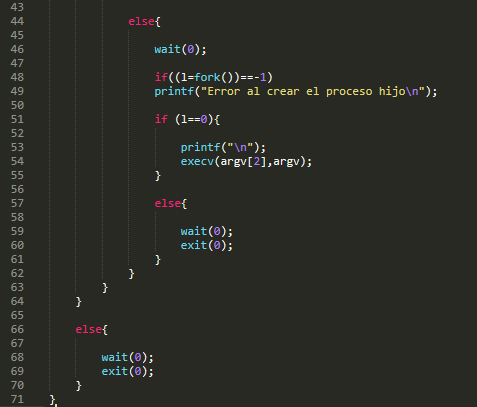 43
44 else{
45
46 wait(0);
47
48 if((l=fork())==-1)
49 printf("Error al crear el proceso hijo\n");
50
51 if (l==0){
52
53 printf("\n");
54 execv(argv[2],argv);
55 }
56
57 else{
58
59 wait(0);
60 exit(0);
61 }
62 }
63 }
64 }
65
66 else{
67
68 wait(0);
69 exit(0);
70 }
71 }